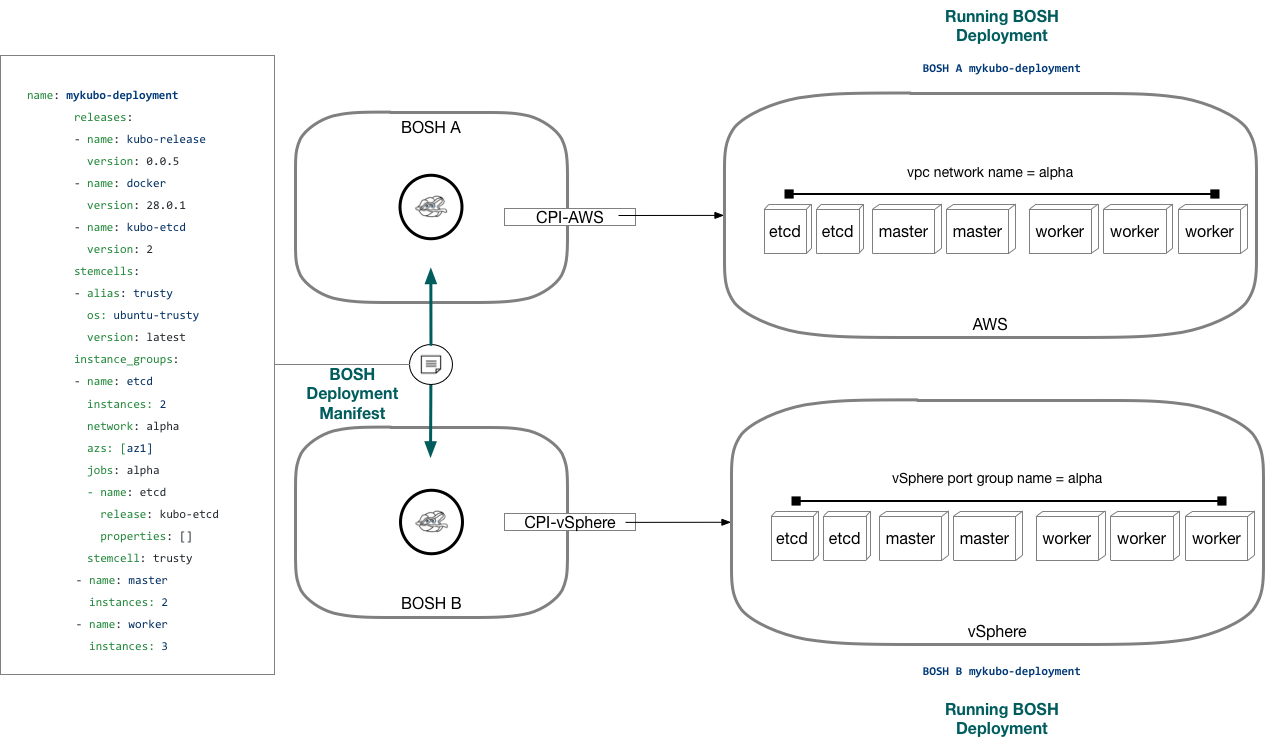 name: mykubo-deployment
releases:
- name: kubo-release
version: 0.0.5
- name: docker
version: 28.0.1
- name: kubo-etcd
version: 2
stemcells:
- alias: trusty
os: ubuntu-trusty
version: latest
instance_groups:
- name: etcd
instances: 2
network: alpha
azs: [az1]
jobs: alpha
- name: etcd
release: kubo-etcd
properties: []
stemcell: trusty
- name: master
instances: 2
- name: worker
instances: 3
BOSH
Deployment
Manifest
BOSH A
CPI-AWS
BOSH B
CPI-vSphere
Running BOSH
Deployment
BOSH A mykubo-deployment
vpc network name = alpha
etcd etcd master master worker worker worker
AWS
vSphere port group name = alpha
etcd etcd master master worker worker worker
vSphere
BOSH B mykubo-deployment
Running BOSH
Deployment